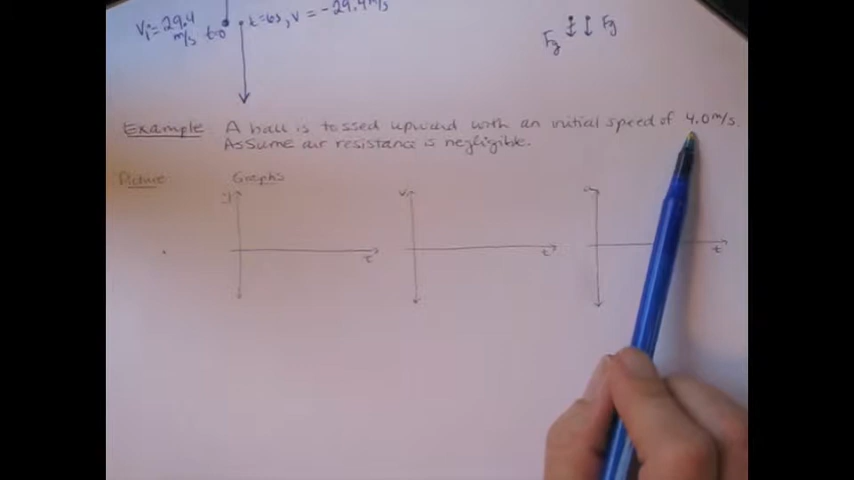 Vi = 29.4 m/s t=0
t=6s, v = -29.4 m/s
Fg Fg
Example A ball is tossed upward with an initial speed of 4.0 m/s.
Assume air resistance is negligible.
Picture Graphs
y t
v t
t